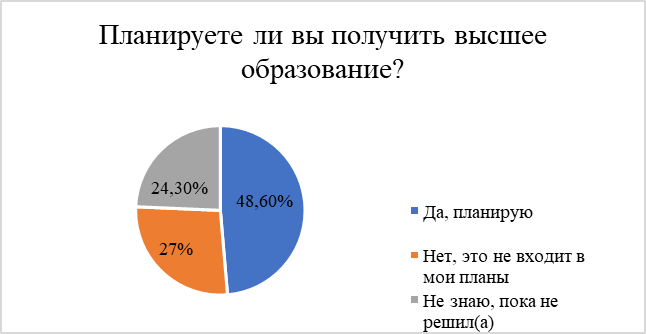 Планируете ли вы получить высшее
образование?
24,30%
48,60%
27%
Да, планирую
Нет, это не входит в
мои планы
Не знаю, пока не
решил(а)